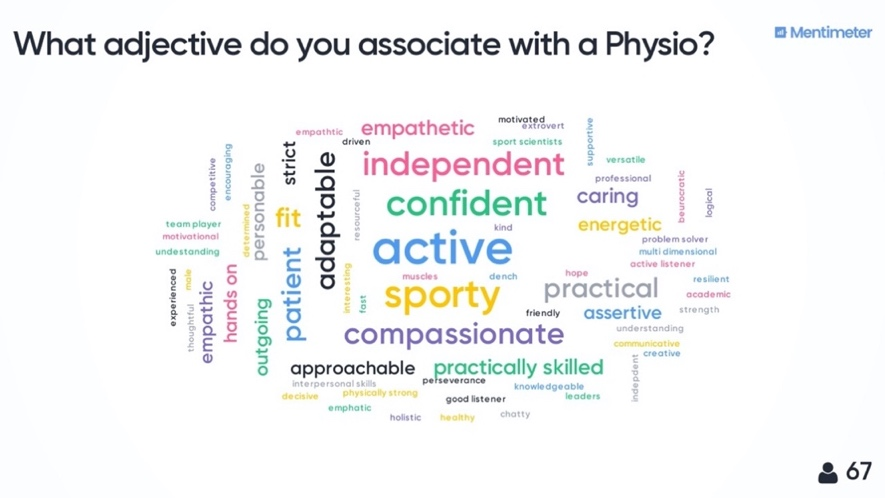 What adjective do you associate with a Physio?
Mentimeter
motivated
extrovert
empathtic
empathetic
driven
sport scientists
supportive
strict
adaptable
independent
versatile
competitive
encouraging
personable
professional
caring
beurocratic
logical
resourceful
confident
determined
fit
team player
motivational
undestanding
kind
energetic
problem solver
multi dimensional
active listener
active
patient
muscles
dench
hope
resilient
experienced
male
thoughtful
empathic
hands on
interesting
fast
sporty
practical
academic
strength
outgoing
friendly
assertive
understanding
compassionate
communicative
creative
indepdent
approachable
practically skilled
interpersonal skills
perseverance
knowledgeable
leaders
decisive
physically strong
good listener
emphatic
holistic
healthy
chatty
67